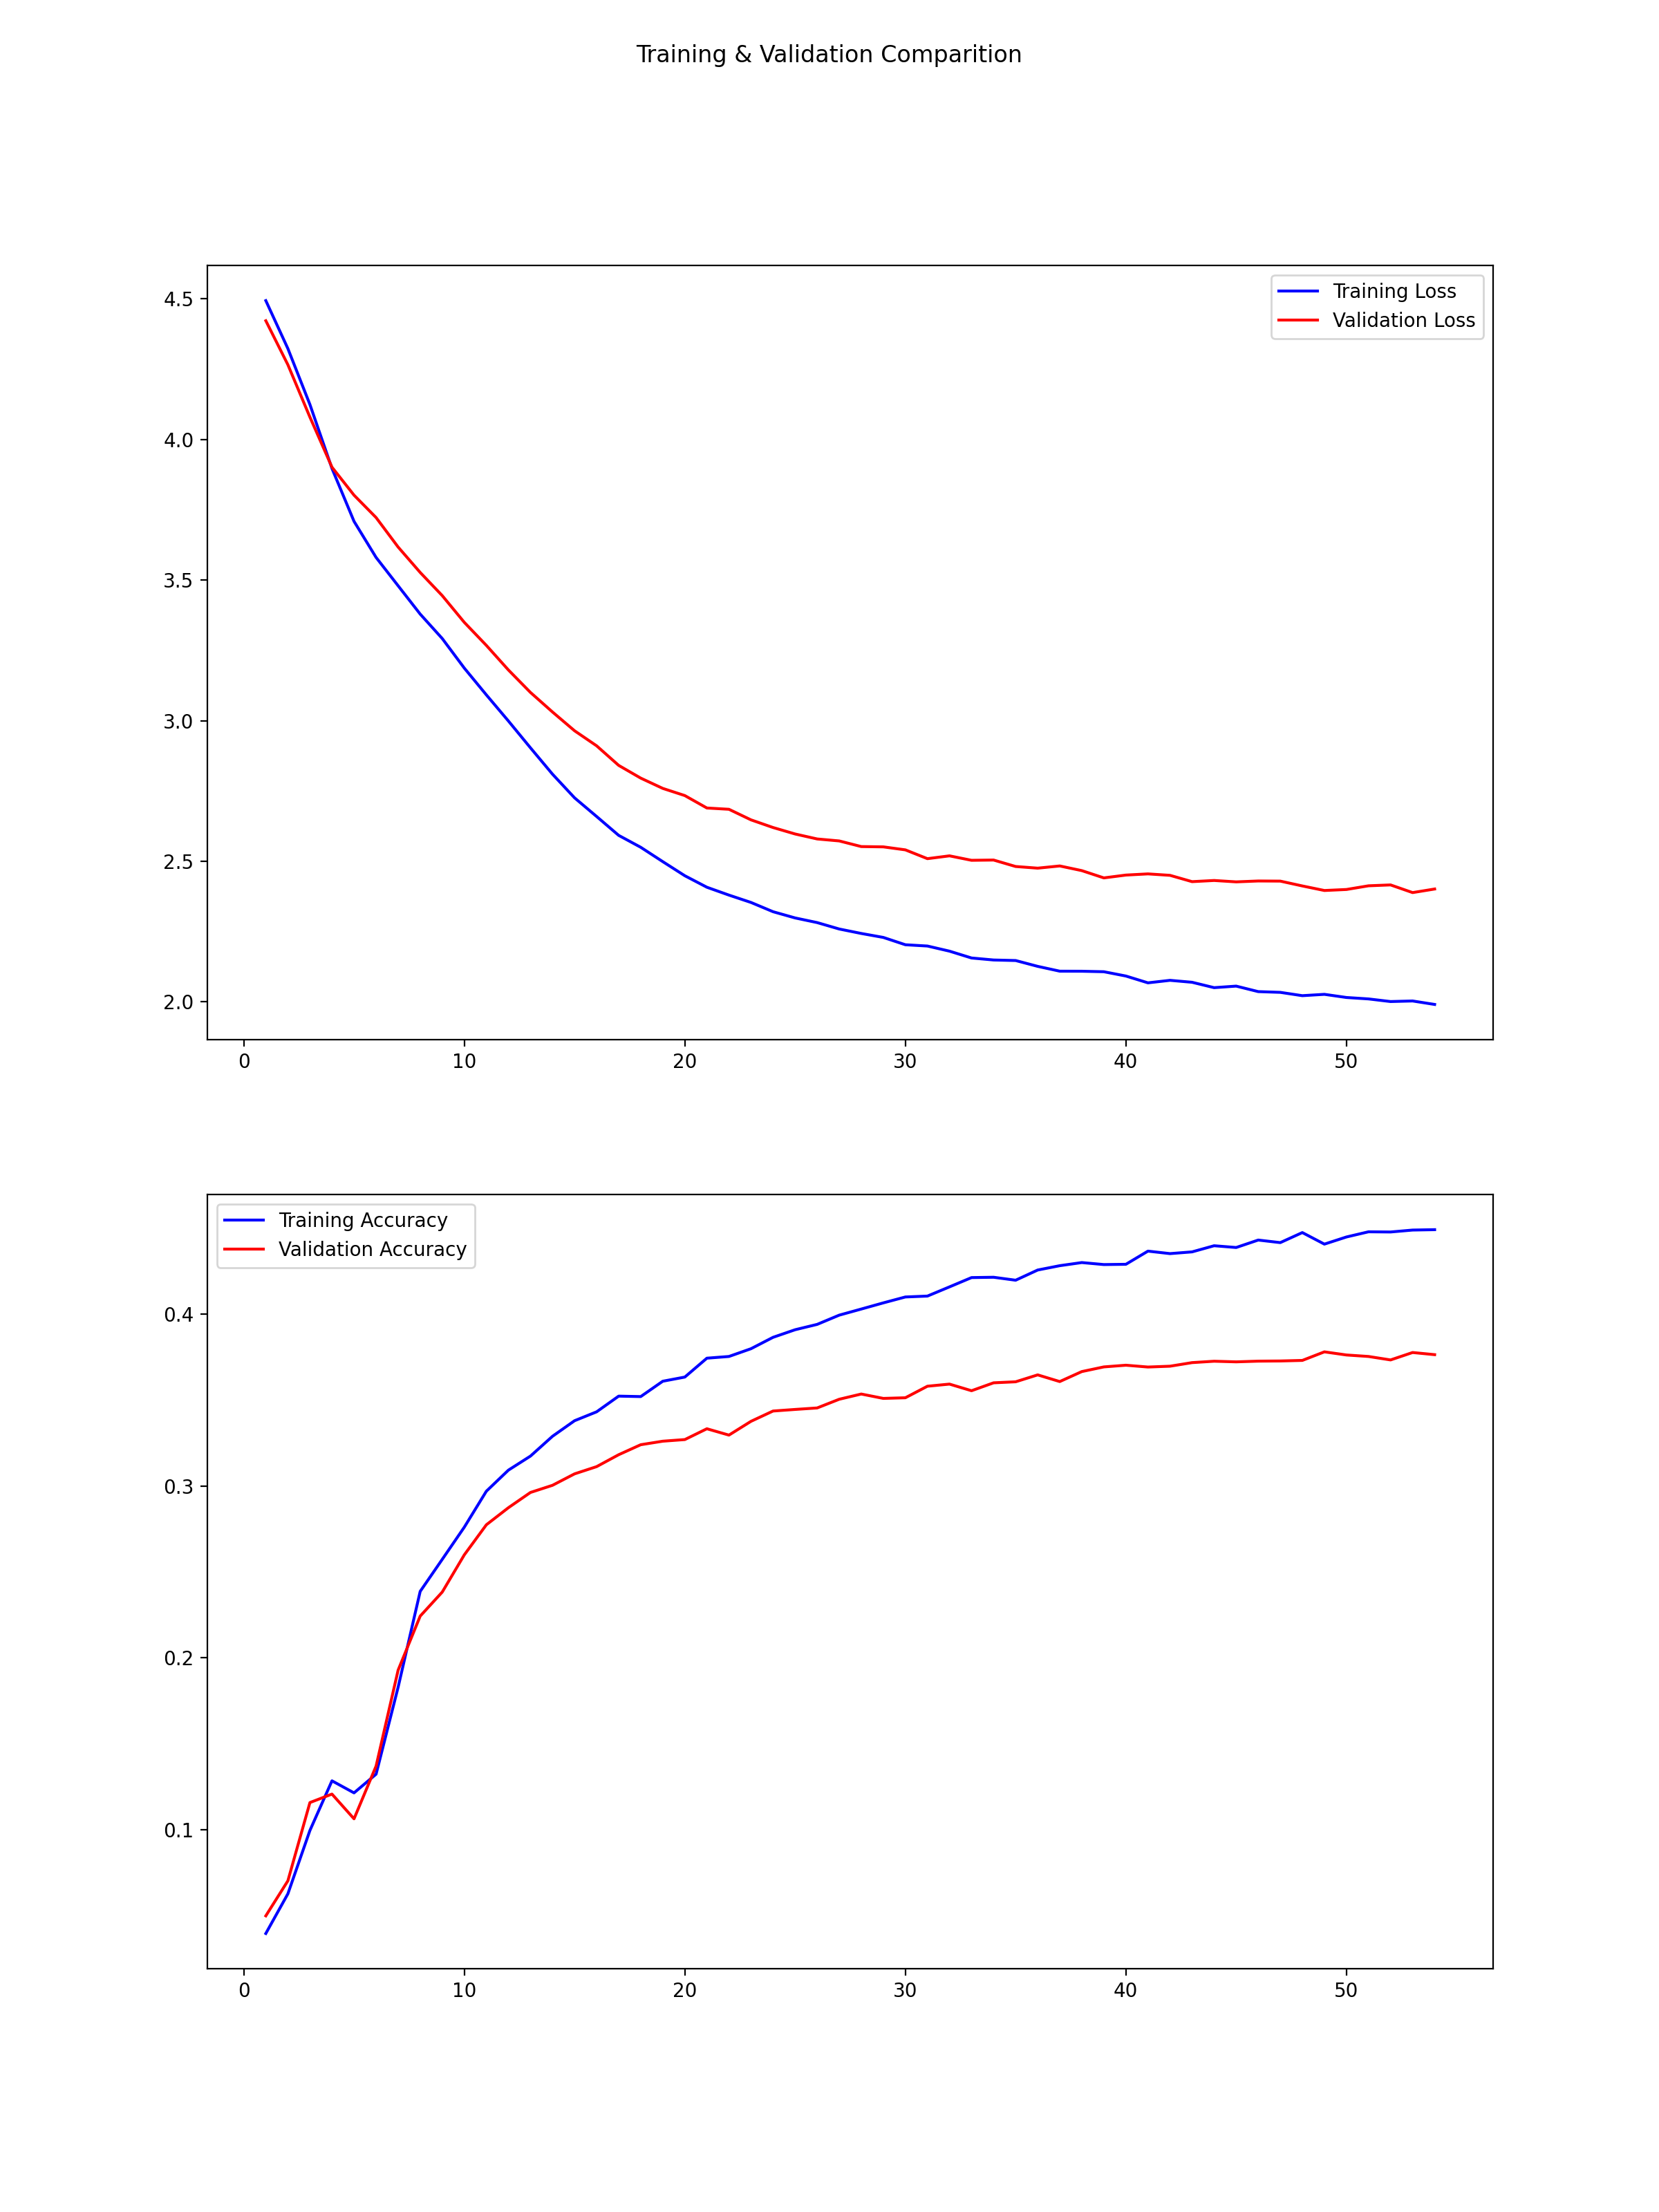 Training & Validation Comparition
Training Loss
Validation Loss
4.5
4.0
3.5
3.0
2.5
2.0
0 10 20 30 40 50
Training Accuracy
Validation Accuracy
0.4
0.3
0.2
0.1
0 10 20 30 40 50